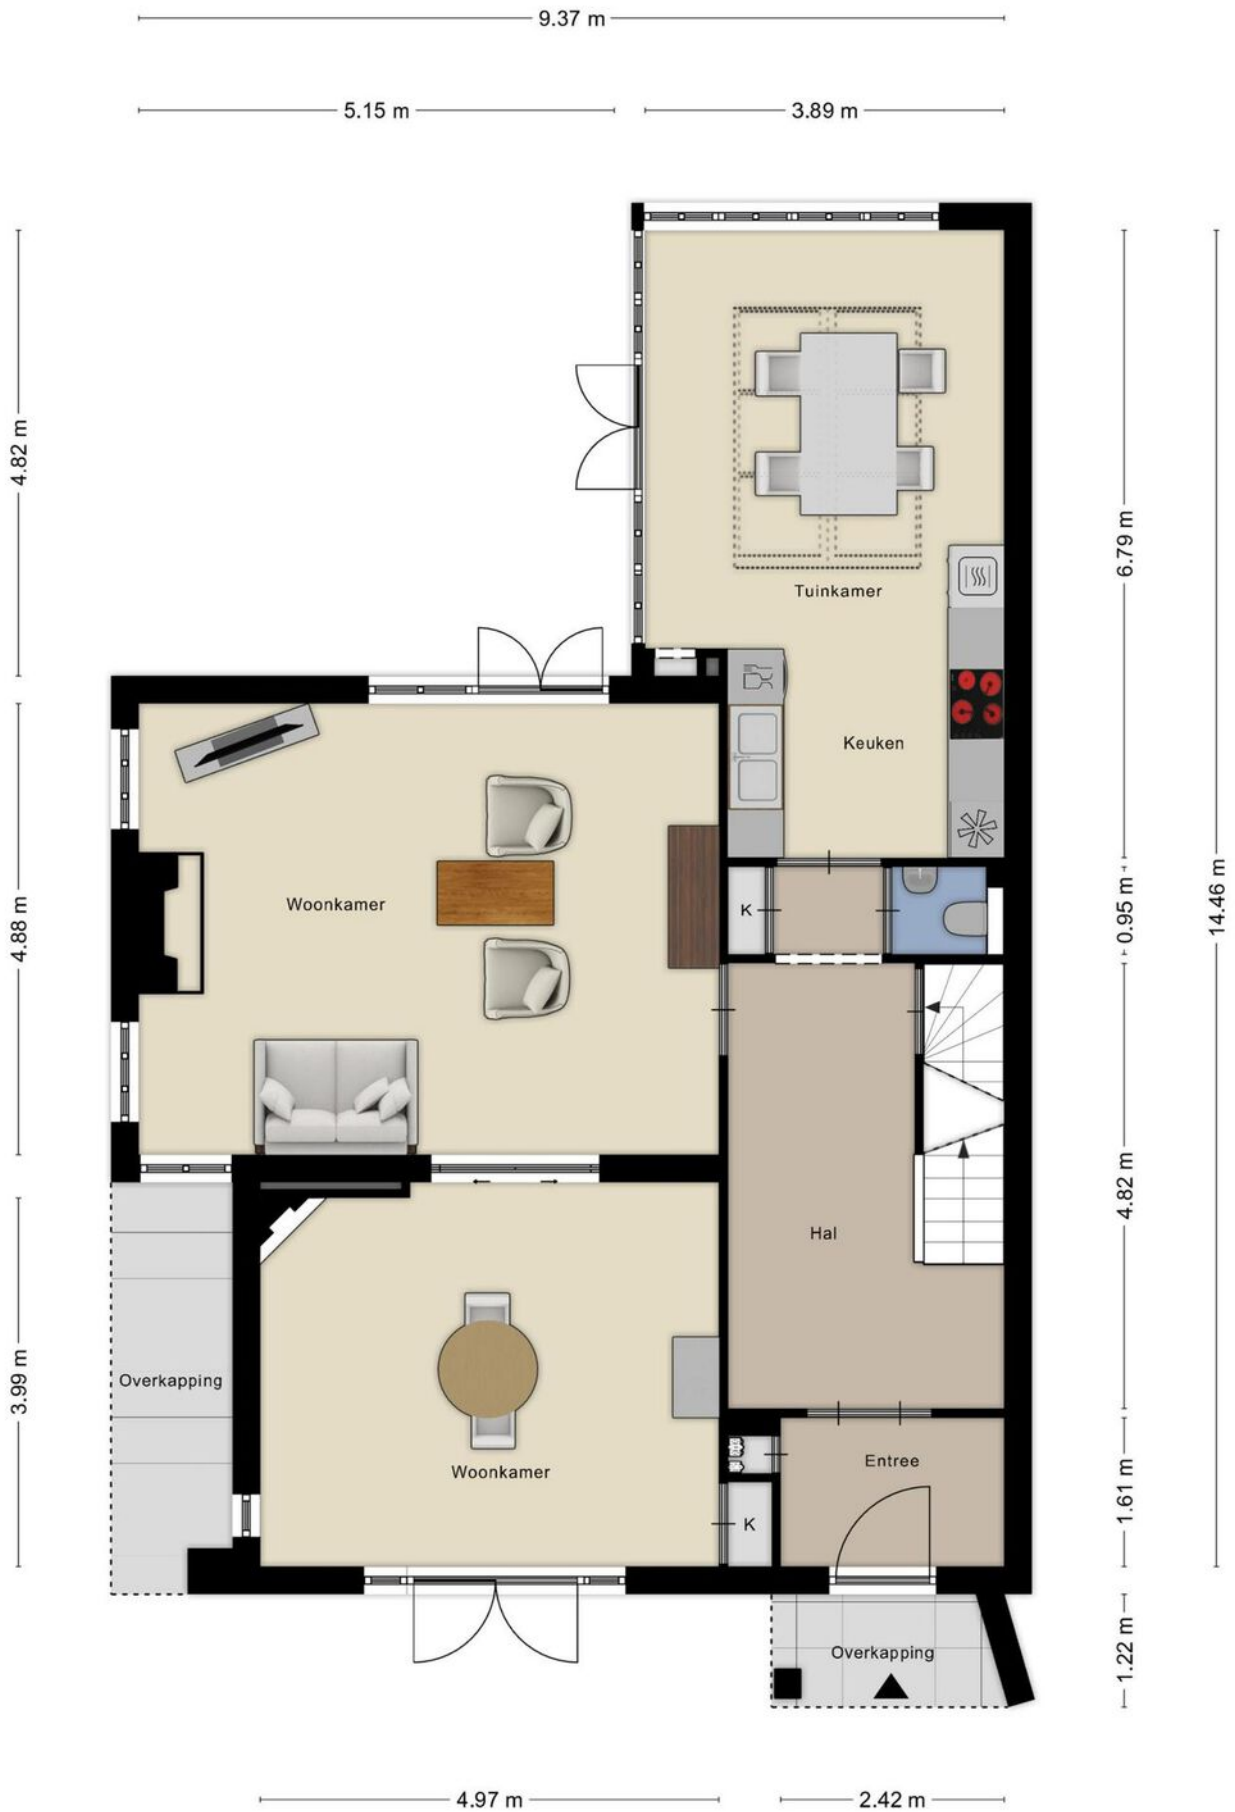 9.37 m
5.15 m
3.89 m
4.82 m
6.79 m
Tuinkamer
Keuken
Woonkamer
K
4.88 m
0.95 m
14.46 m
4.82 m
Hal
Overkapping
3.99 m
Woonkamer
Entree
K
1.61 m
Overkapping
1.22 m
4.97 m
2.42 m